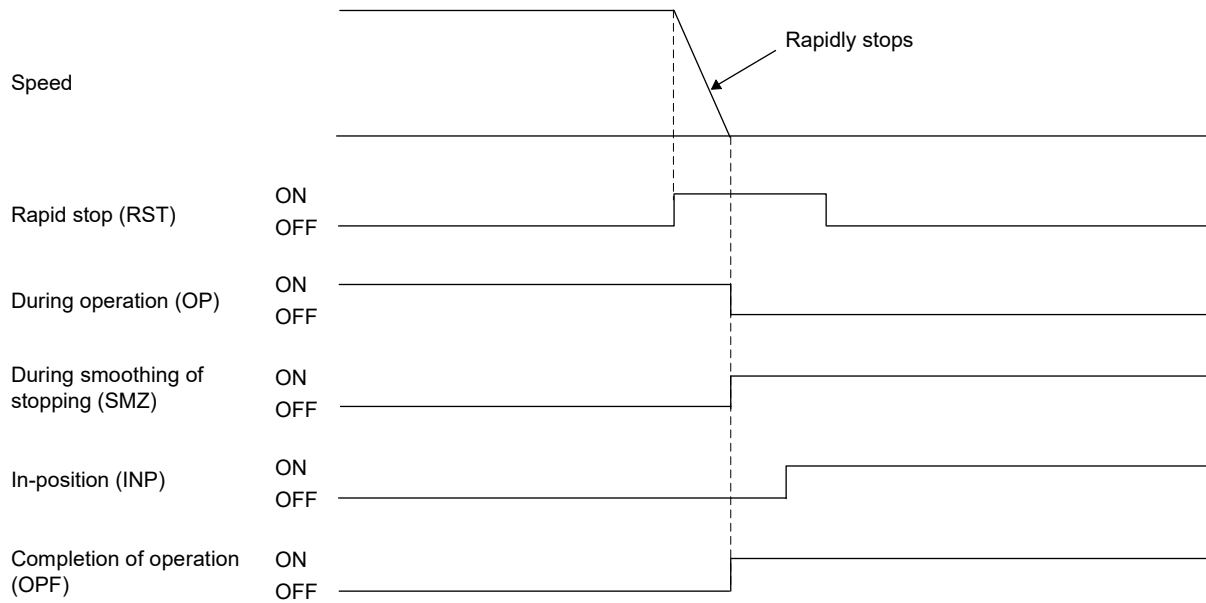 Rapidly stops
Speed
ON
Rapid stop (RST)
OFF
ON
During operation (OP)
OFF
During smoothing of
stopping (SMZ)
ON
OFF
ON
In-position (INP)
OFF
Completion of operation
(OPF)
ON
OFF